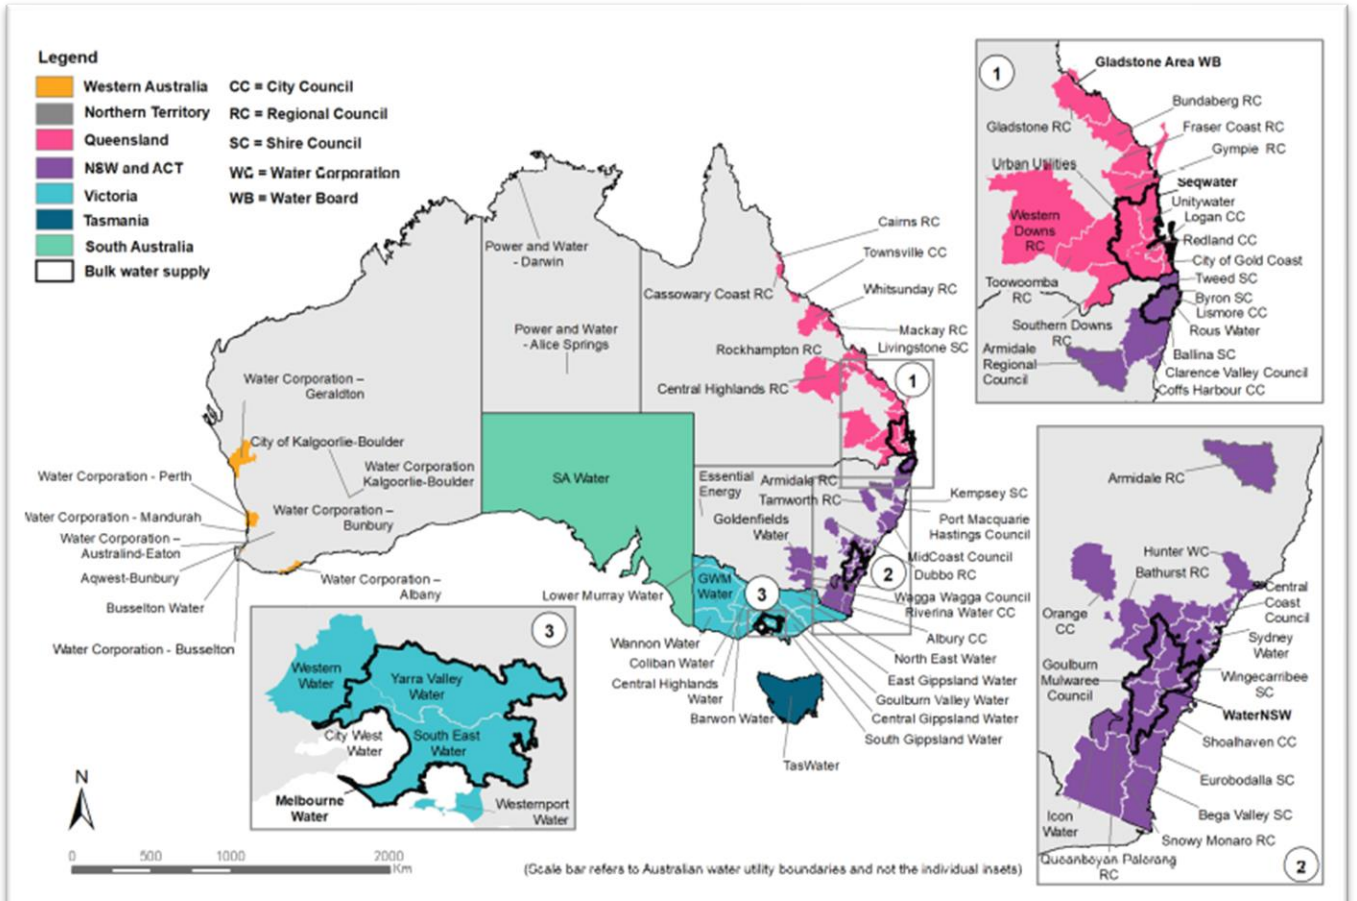 Legend
Western Australia
Northern Territory
Queensland
NSW and ACT
Victoria
Tasmania
South Australia
Bulk water supply
CC = City Council
RC = Regional Council
SC = Shire Council
WC = Water Corporation
WB = Water Board
Power and Water
- Darwin
Power and Water
- Alice Springs
Water Corporation –
Geraldton
City of Kalgoorlie-Boulder
Water Corporation
Kalgoorlie-Boulder
Water Corporation - Perth
Water Corporation –
Bunbury
Water Corporation - Mandurah
Water Corporation –
Australind-Eaton
Aqwest-Bunbury
Busselton Water
Water Corporation - Busselton
Water Corporation –
Albany
SA Water
Cairns RC
Townsville CC
Cassowary Coast RC
Whitsunday RC
Mackay RC
Livingstone SC
Rockhampton RC
Central Highlands RC
1
Essential
Energy
Armidale RC
Tamworth RC
Goldenfields
Water
Kempsey SC
Port Macquarie
Hastings Council
MidCoast Council
Dubbo RC
2
Wagga Wagga Council
Riverina Water CC
Albury CC
GWM
Water
3
Lower Murray Water
Wannon Water
Coliban Water
Central Highlands
Water
Barwon Water
North East Water
East Gippsland Water
Goulburn Valley Water
Central Gippsland Water
South Gippsland Water
TasWater
1
Gladstone Area WB
Bundaberg RC
Gladstone RC
Fraser Coast RC
Gympie RC
Urban Utilities
Seqwater
Unitywater
Logan CC
Western
Downs
RC
Redland CC
City of Gold Coast
Tweed SC
Toowoomba
RC
Byron SC
Lismore CC
Southern Downs
RC
Rous Water
Armidale
Regional
Council
Ballina SC
Clarence Valley Council
Coffs Harbour CC
Armidale RC
Hunter WC
Bathurst RC
Orange
CC
Central
Coast
Council
Sydney
Water
Goulburn
Mulwaree
Council
Wingecarribee
SC
WaterNSW
Shoalhaven CC
Eurobodalla SC
Bega Valley SC
Icon
Water
Snowy Monaro RC
Queanbeyan Palerang
RC
2
3
Western
Water
Yarra Valley
Water
City West
Water
South East
Water
Melbourne
Water
Westernport
Water
N
0 500 1000 2000
Km
(Scale bar refers to Australian water utility boundaries and not the individual insets)